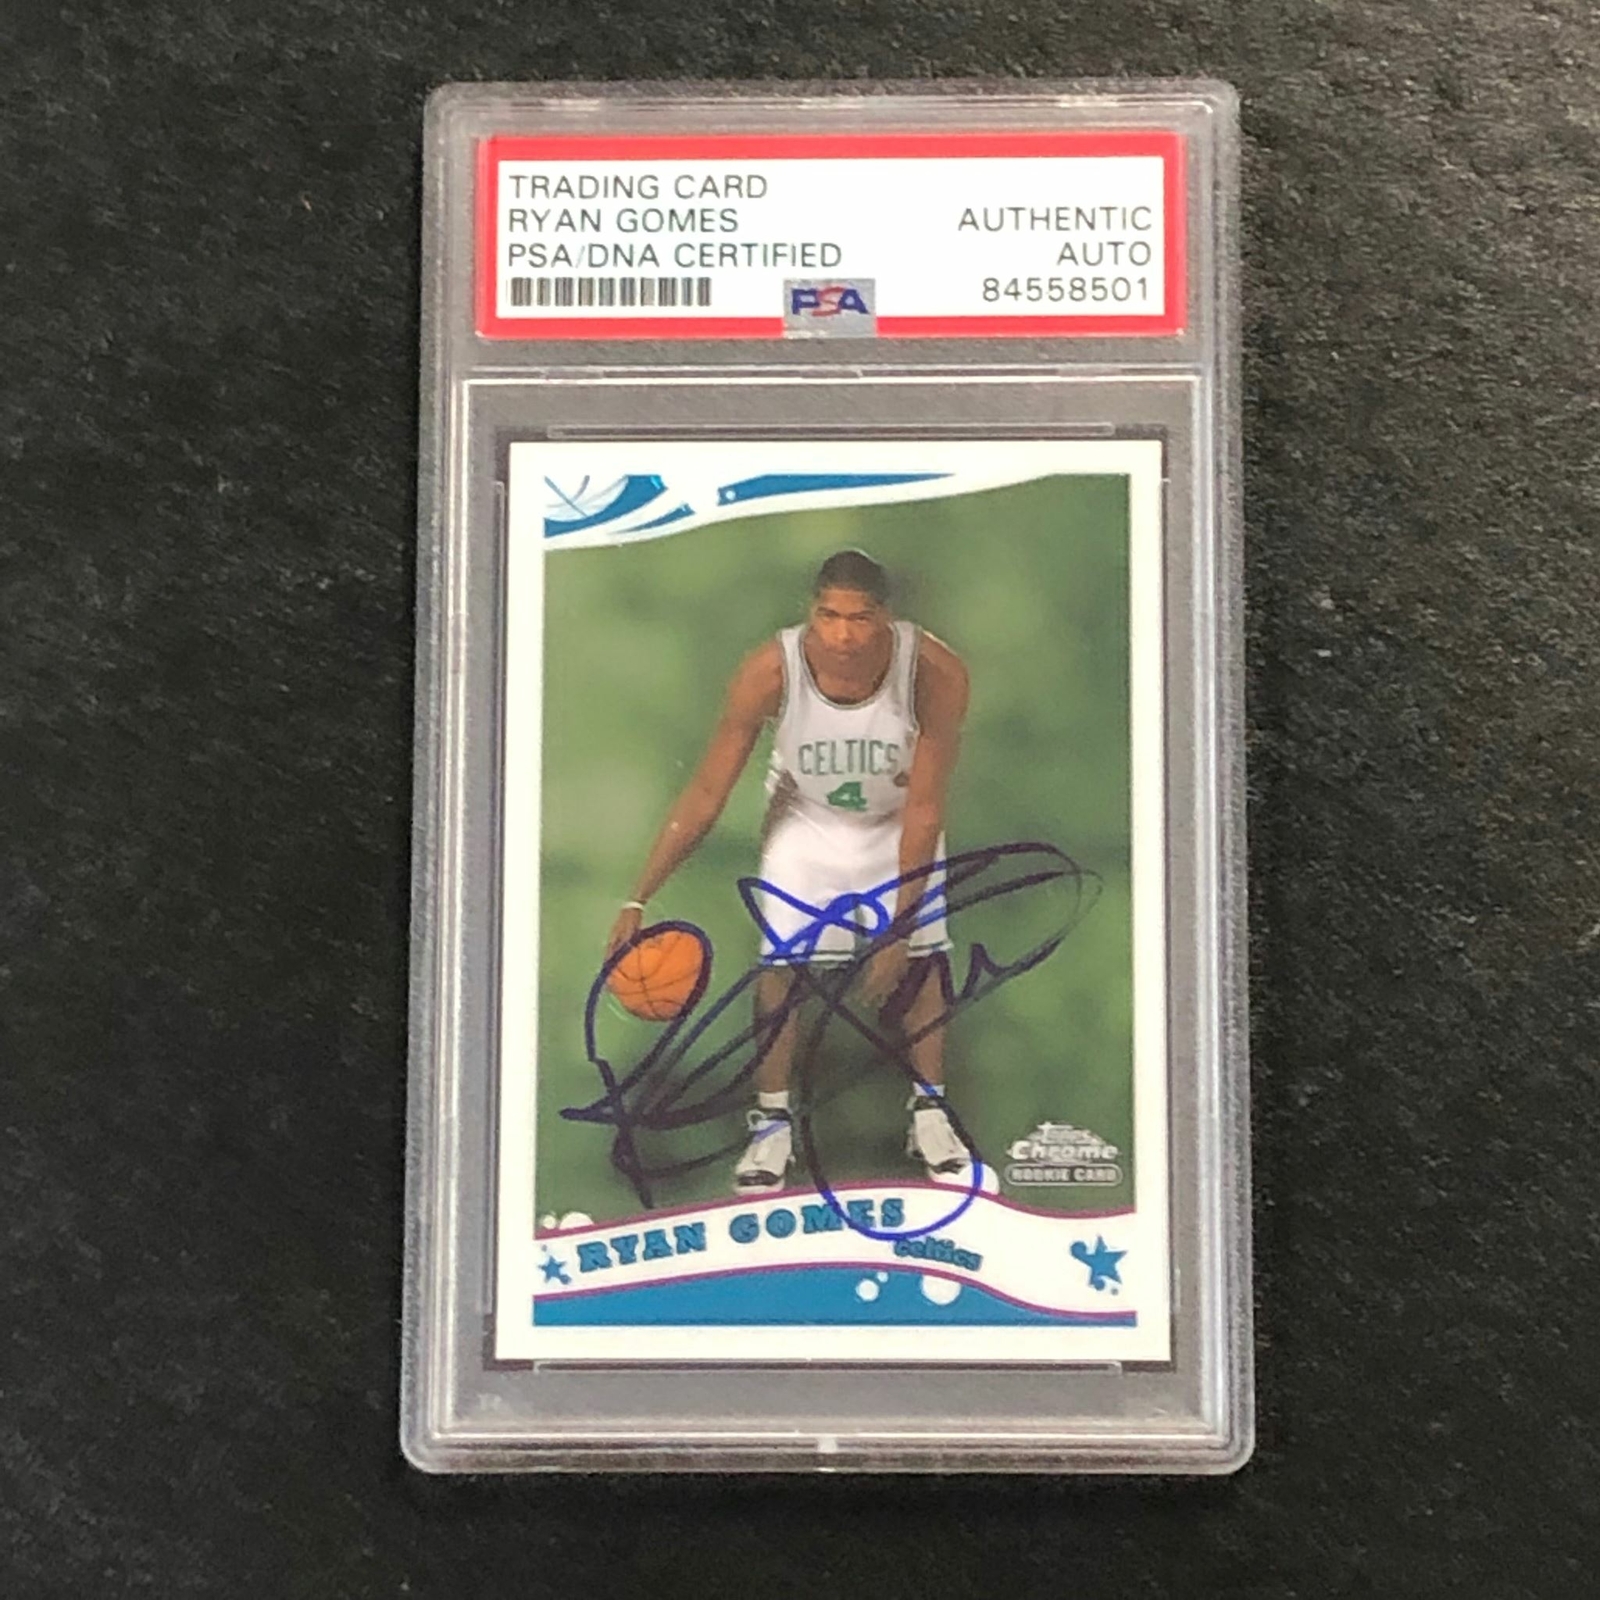 TRADING CARD
RYAN GOMES
PSA/DNA CERTIFIED
AUTHENTIC
AUTO
84558501
PSA
CELTICS
4
Topps
Chrome
ROOKIE CARD
RYAN GOMES
Celtics